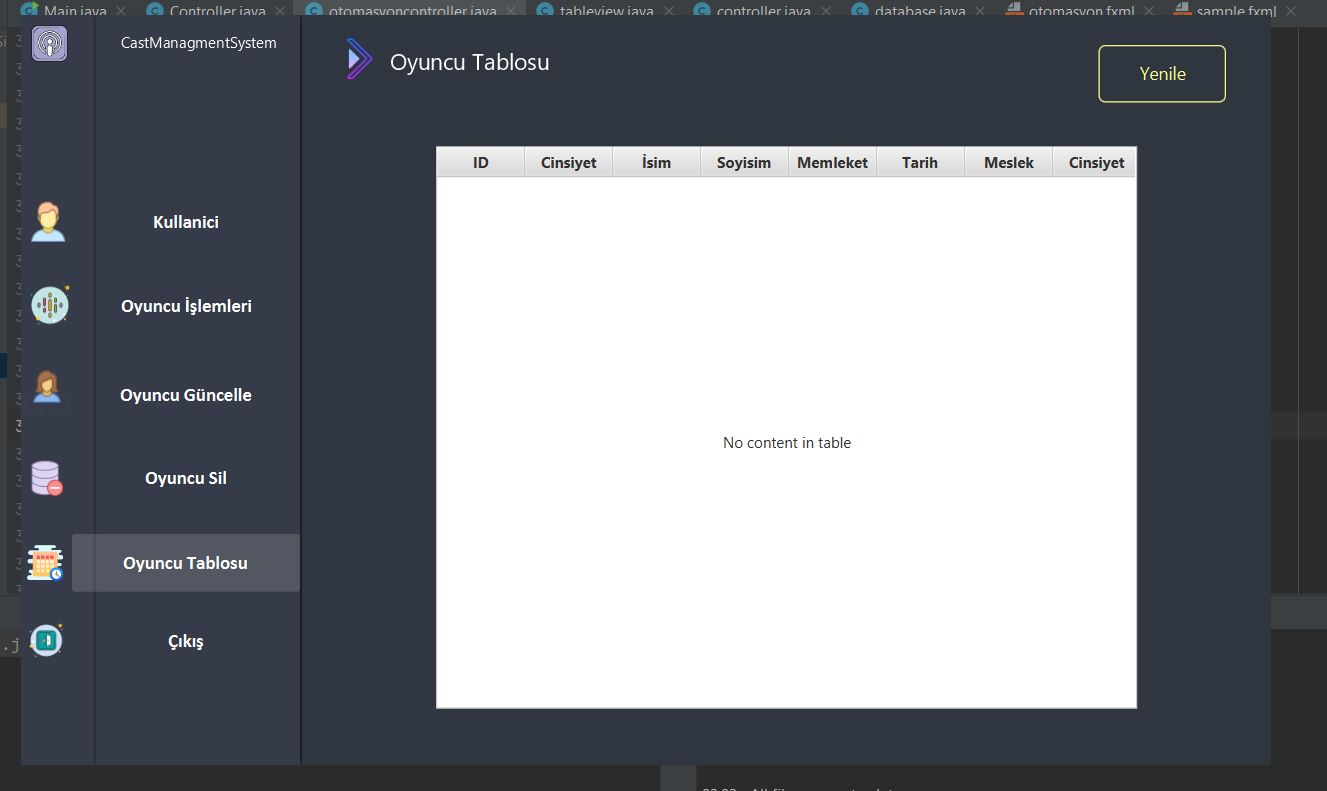 Main.java
Controller.java
otomasyoncontroller.java
tableview.java
controller.java
database.java
otomasyon.fxml
sample.fxml
CastManagmentSystem
Oyuncu Tablosu
Yenile
ID Cinsiyet İsim Soyisim Memleket Tarih Meslek Cinsiyet
No content in table
Kullanici
Oyuncu İşlemleri
Oyuncu Güncelle
Oyuncu Sil
Oyuncu Tablosu
Çıkış